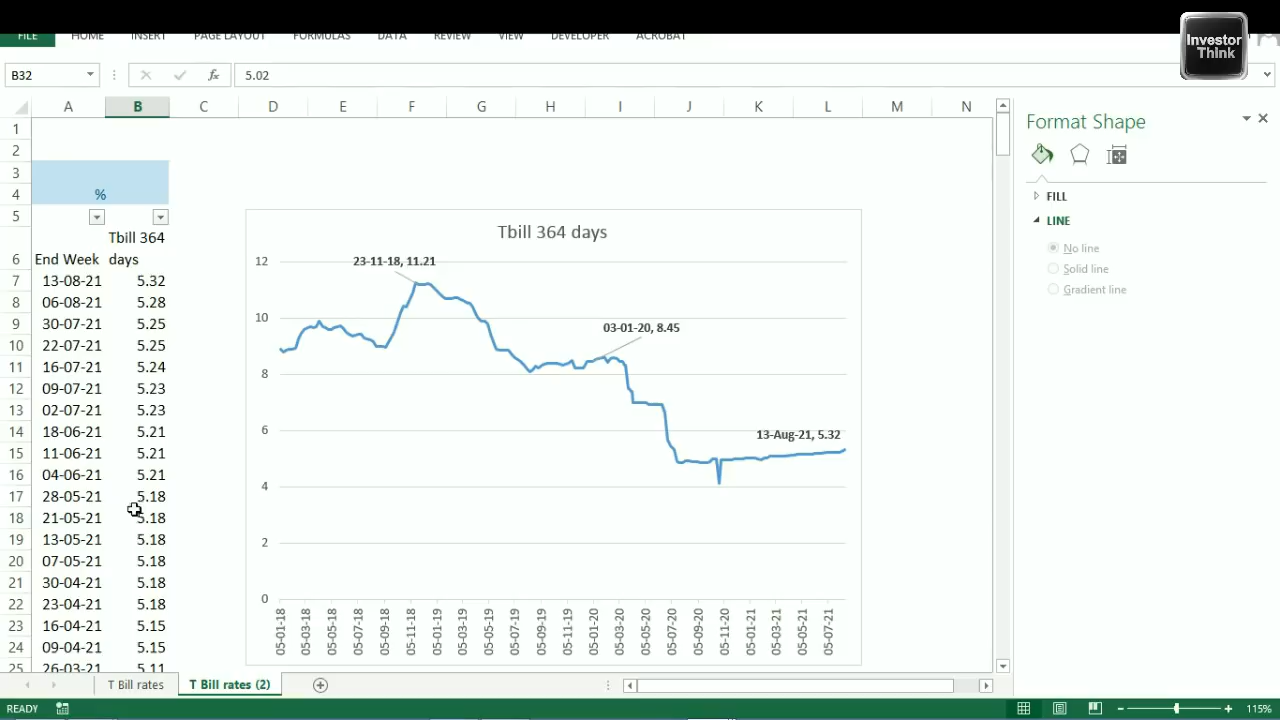 FILE HOME INSERT PAGE LAYOUT FORMULAS DATA REVIEW VIEW DEVELOPER ACROBAT
Investor
Think
B32 fx 5.02
A B C D E F G H I J K L M N
Format Shape
FILL
LINE
No line
Solid line
Gradient line
1
2
3
4 %
5
Tbill 364
6 End Week days
7 13-08-21 5.32
8 06-08-21 5.28
9 30-07-21 5.25
10 22-07-21 5.25
11 16-07-21 5.24
12 09-07-21 5.23
13 02-07-21 5.23
14 18-06-21 5.21
15 11-06-21 5.21
16 04-06-21 5.21
17 28-05-21 5.18
18 21-05-21 5.18
19 13-05-21 5.18
20 07-05-21 5.18
21 30-04-21 5.18
22 23-04-21 5.18
23 16-04-21 5.15
24 09-04-21 5.15
25 26-03-21 5.11
Tbill 364 days
23-11-18, 11.21
03-01-20, 8.45
13-Aug-21, 5.32
12
10
8
6
4
2
0
05-01-18
05-03-18
05-05-18
05-07-18
05-09-18
05-11-18
05-01-19
05-03-19
05-05-19
05-07-19
05-09-19
05-11-19
05-01-20
05-03-20
05-05-20
05-07-20
05-09-20
05-11-20
05-01-21
05-03-21
05-05-21
05-07-21
T Bill rates T Bill rates (2)
READY 115%